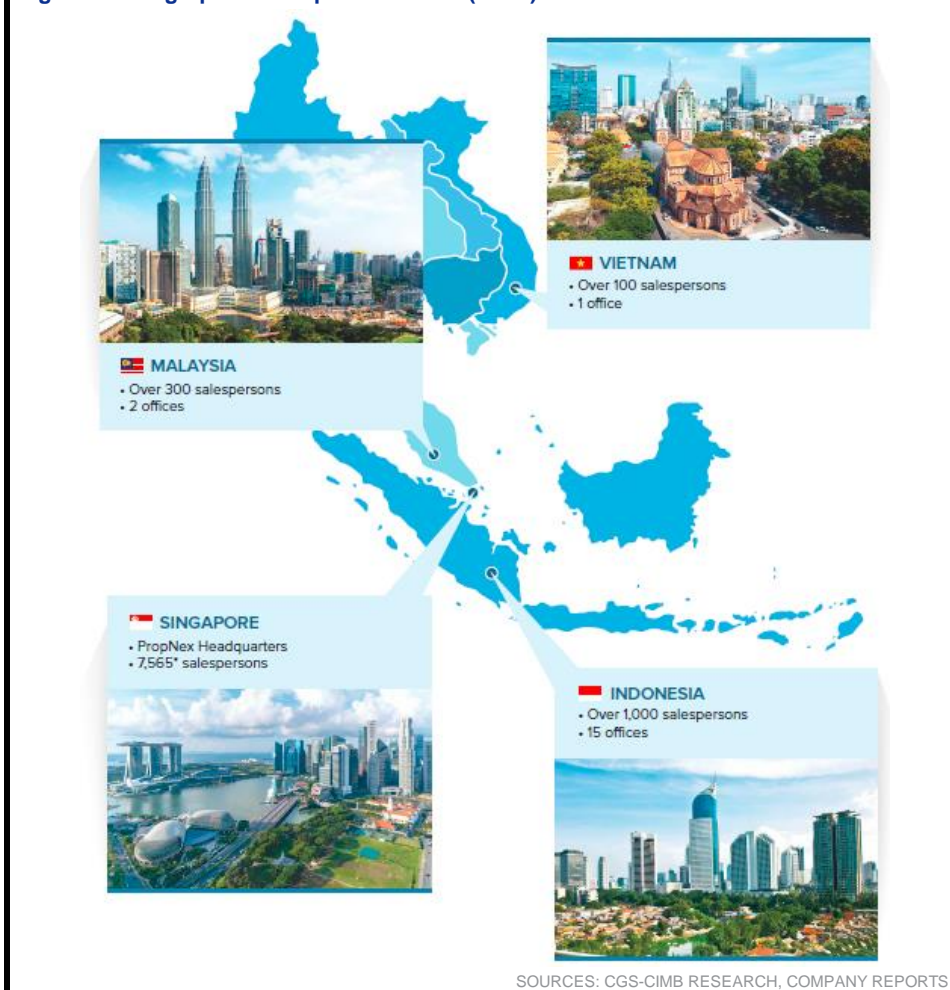 VIETNAM
• Over 100 salespersons
• 1 office
MALAYSIA
• Over 300 salespersons
• 2 offices
SINGAPORE
• PropNex Headquarters
• 7,565* salespersons
INDONESIA
• Over 1,000 salespersons
• 15 offices
SOURCES: CGS-CIMB RESEARCH, COMPANY REPORTS